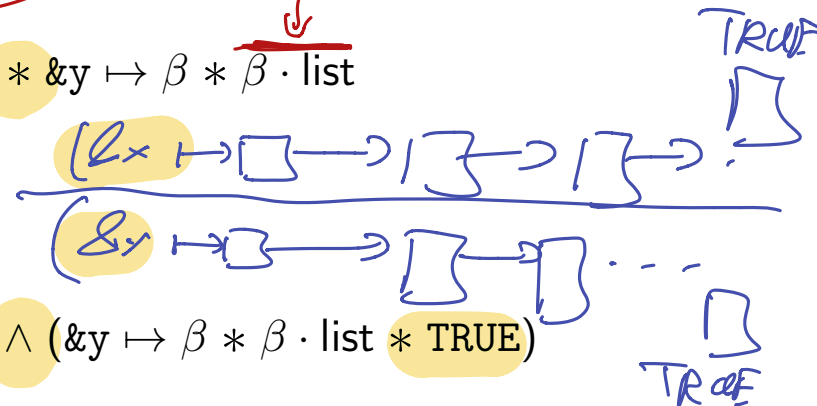 TRUE
* &y ↦ β * β · list
(&x ↦
(&y ↦
∧ (&y ↦ β * β · list * TRUE)
TRUE